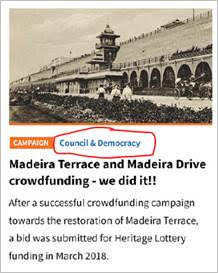 CAMPAIGN Council & Democracy
Madeira Terrace and Madeira Drive
crowdfunding - we did it!!
After a successful crowdfunding campaign
towards the restoration of Madeira Terrace,
a bid was submitted for Heritage Lottery
funding in March 2018.